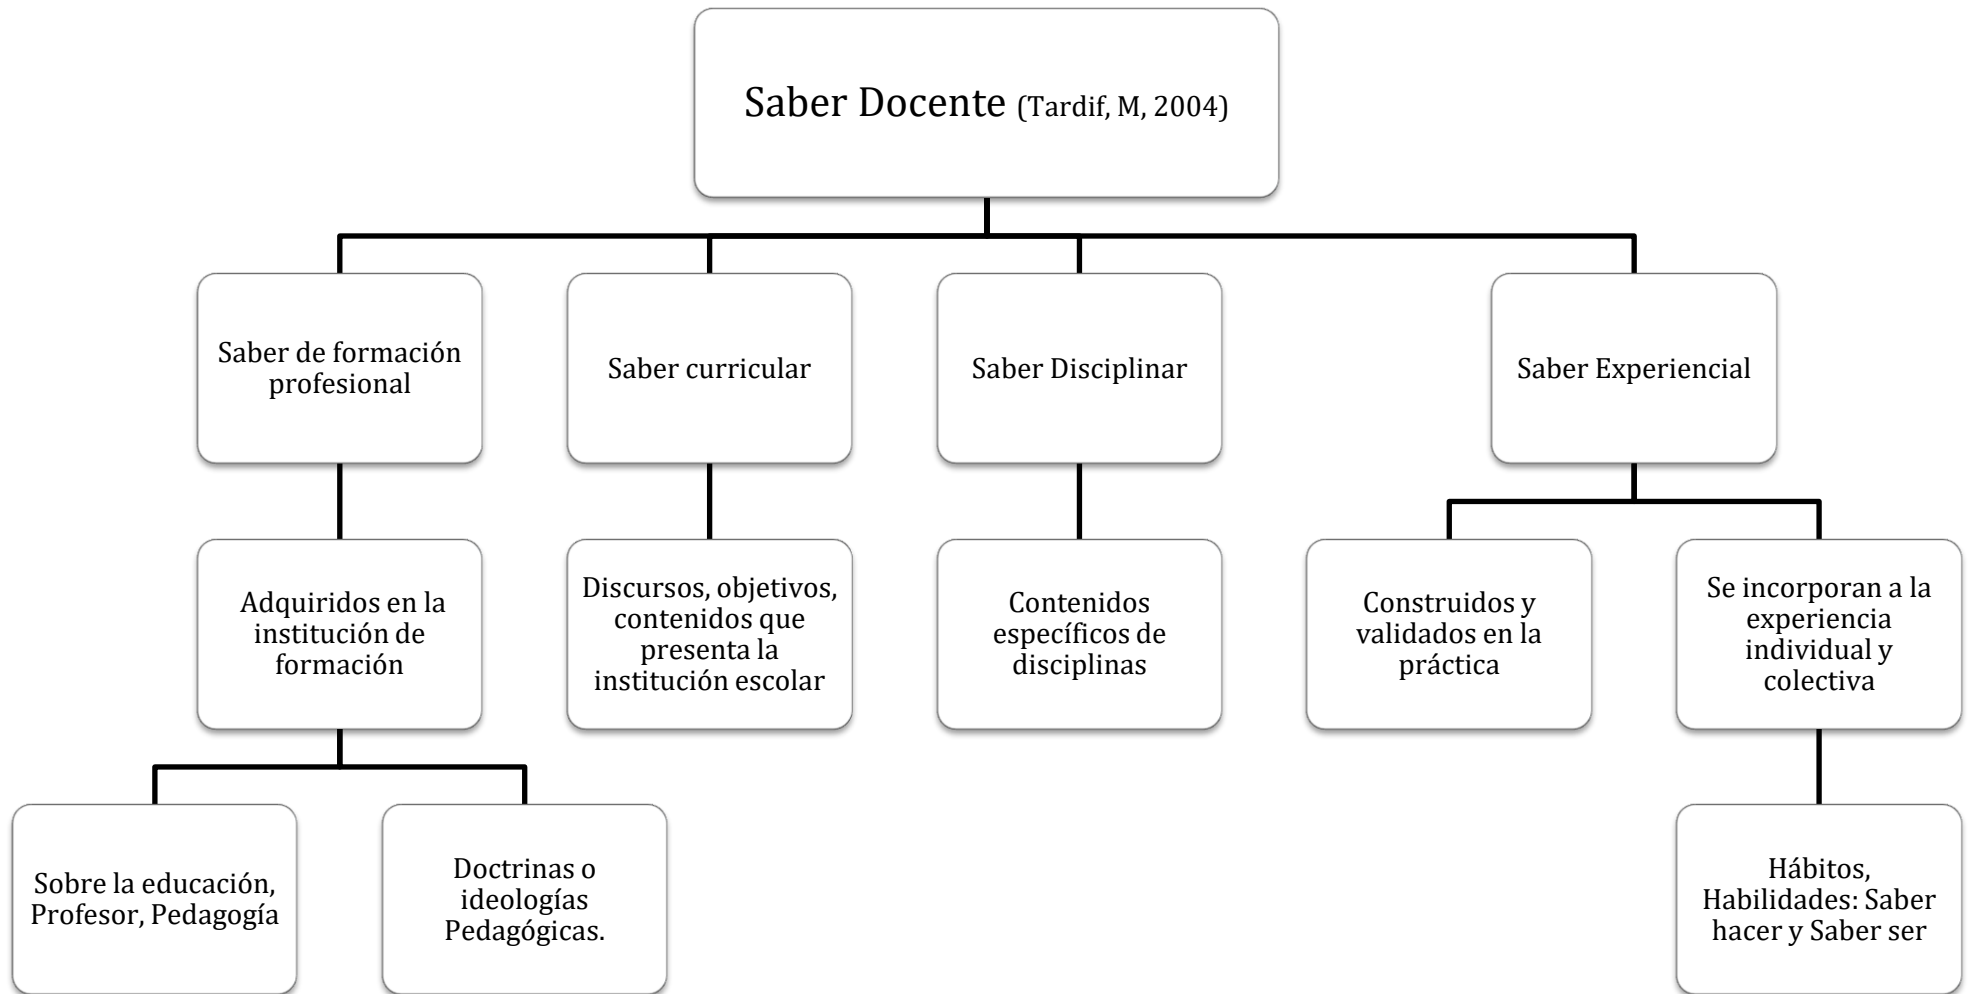 Saber Docente (Tardif, M, 2004)
Saber de formación
profesional
Saber curricular
Saber Disciplinar
Saber Experiencial
Adquiridos en la
institución de
formación
Discursos, objetivos,
contenidos que
presenta la
institución escolar
Contenidos
específicos de
disciplinas
Construidos y
validados en la
práctica
Se incorporan a la
experiencia
individual y
colectiva
Sobre la educación,
Profesor, Pedagogía
Doctrinas o
ideologías
Pedagógicas.
Hábitos,
Habilidades: Saber
hacer y Saber ser